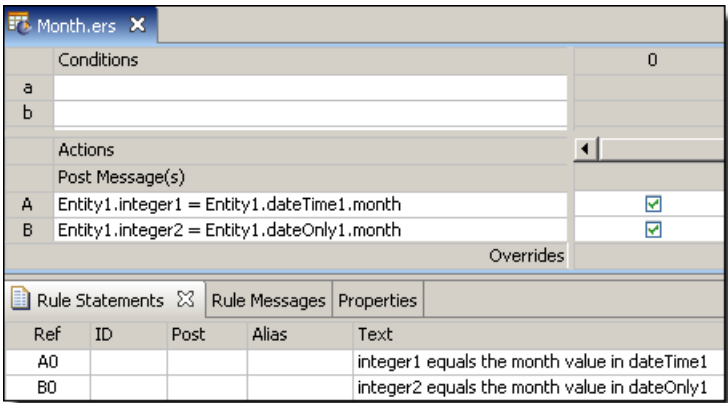 Month.ers
Conditions 0
a
b
Actions
Post Message(s)
A Entity1.integer1 = Entity1.dateTime1.month
B Entity1.integer2 = Entity1.dateOnly1.month
Overrides
Rule Statements Rule Messages Properties
Ref ID Post Alias Text
A0 integer1 equals the month value in dateTime1
B0 integer2 equals the month value in dateOnly1